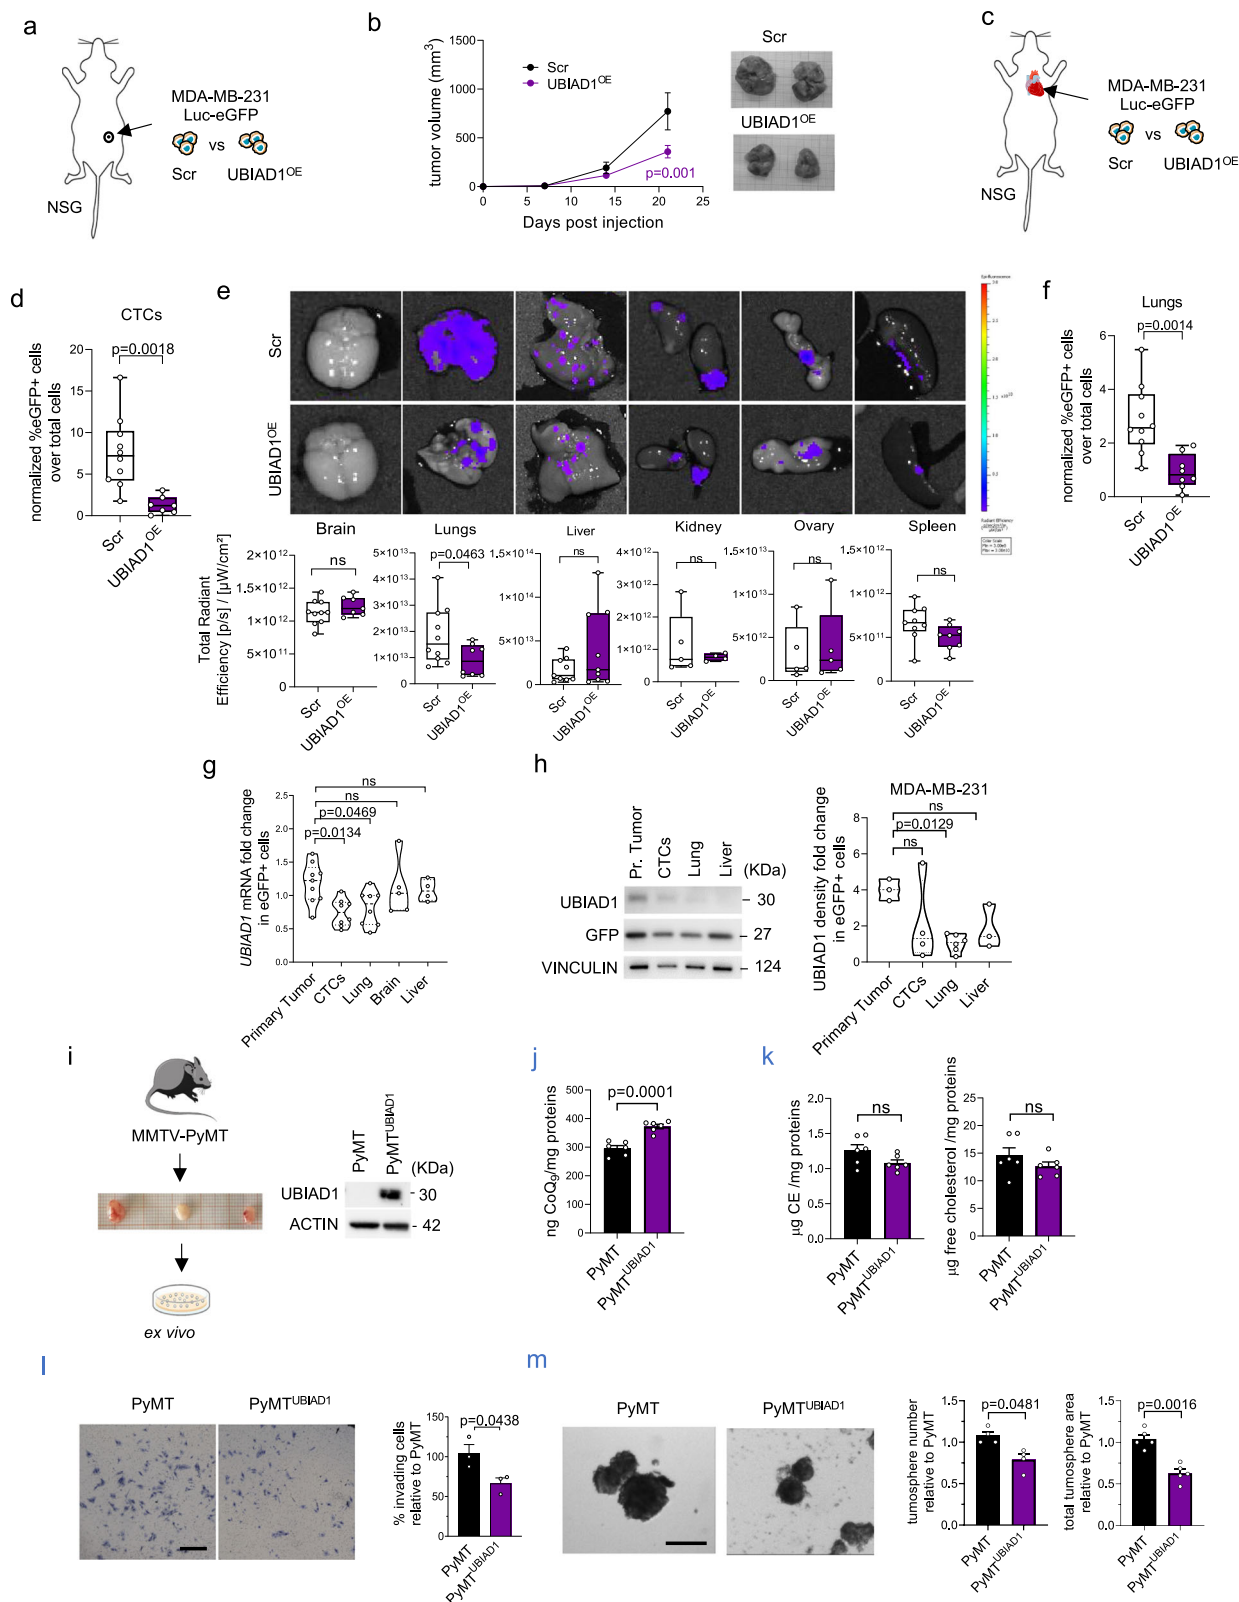 a
MDA-MB-231
Luc-eGFP
vs
Scr
UBIAD1OE
NSG
b
tumor volume (mm3)
1500
1000
500
0
Scr
UBIAD1OE
p=0.001
0 5 10 15 20 25
Days post injection
Scr
UBIAD1OE
c
MDA-MB-231
Luc-eGFP
vs
Scr
UBIAD1OE
NSG
d
CTCs
normalized %eGFP+ cells
over total cells
20
15
10
5
0
p=0.0018
Scr
UBIAD1OE
e
Scr
UBIAD1OE
Brain
Lungs
Liver
Kidney
Ovary
Spleen
Total Radiant
Efficiency [p/s] / [µW/cm²]
2×10¹²
2×10¹²
1×10¹²
5×10¹¹
0
ns
Scr
UBIAD1OE
5×10¹³
4×10¹³
3×10¹³
2×10¹³
1×10¹³
0
p=0.0463
Scr
UBIAD1OE
1.5×10¹⁴
1×10¹⁴
5×10¹³
0
ns
Scr
UBIAD1OE
4×10¹²
3×10¹²
2×10¹²
1×10¹²
0
ns
Scr
UBIAD1OE
1.5×10¹³
1×10¹³
5×10¹²
0
ns
Scr
UBIAD1OE
1.5×10¹²
1×10¹²
5×10¹¹
0
ns
Scr
UBIAD1OE
f
Lungs
normalized %eGFP+ cells
over total cells
6
4
2
0
p=0.0014
Scr
UBIAD1OE
g
UBIAD1 mRNA fold change
in eGFP+ cells
2.5
2.0
1.5
1.0
0.5
0.0
ns
ns
p=0.0469
p=0.0134
Primary Tumor
CTCs
Lung
Brain
Liver
h
Pr. Tumor
CTCs
Lung
Liver
(KDa)
UBIAD1
30
GFP
27
VINCULIN
124
MDA-MB-231
UBIAD1 density fold change
in eGFP+ cells
8
6
4
2
0
ns
p=0.0129
ns
Primary Tumor
CTCs
Lung
Liver
i
MMTV-PyMT
ex vivo
PyMT
PyMTUBIAD1
(KDa)
UBIAD1
30
ACTIN
42
j
ng CoQ9/mg proteins
500
400
300
200
100
0
p=0.0001
PyMT
PyMTUBIAD1
k
µg CE /mg proteins
2.0
1.5
1.0
0.5
0.0
ns
PyMT
PyMTUBIAD1
µg free cholesterol /mg proteins
25
20
15
10
5
0
ns
PyMT
PyMTUBIAD1
l
PyMT
PyMTUBIAD1
% invading cells
relative to PyMT
100
75
50
0
p=0.0438
PyMT
PyMTUBIAD1
m
PyMT
PyMTUBIAD1
tumosphere number
relative to PyMT
1.5
1.0
0.5
0.0
p=0.0481
PyMT
PyMTUBIAD1
total tumosphere area
relative to PyMT
1.5
1.0
0.5
0.0
p=0.0016
PyMT
PyMTUBIAD1